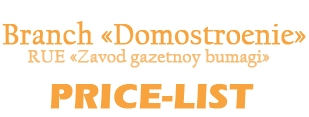 Branch «Domostroenie»
RUE «Zavod gazetnoy bumagi»
PRICE-LIST